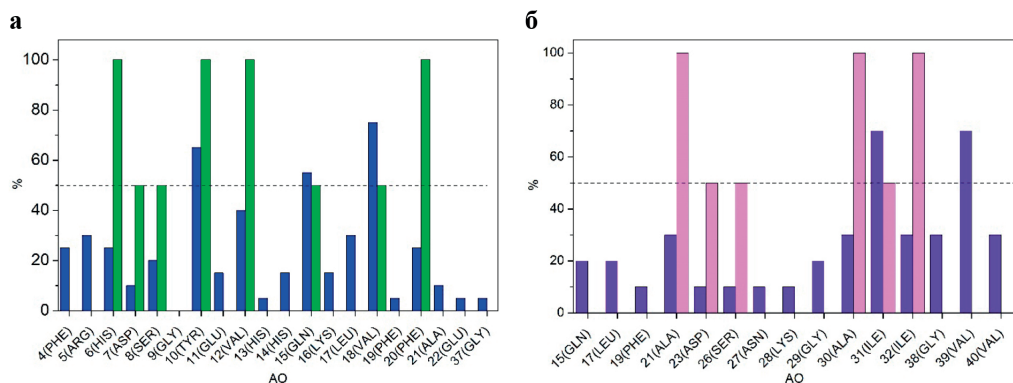 а
б
100
80
60
%
40
20
0
4(PHE)
5(ARG)
6(HIS)
7(ASP)
8(SER)
9(GLY)
10(TYR)
11(GLU)
12(VAL)
13(HIS)
14(HIS)
15(GLN)
16(LYS)
17(LEU)
18(VAL)
19(PHE)
20(PHE)
21(ALA)
22(GLU)
37(GLY)
АО
100
80
60
%
40
20
0
15(GLN)
17(LEU)
19(PHE)
21(ALA)
23(ASP)
26(SER)
27(ASN)
28(LYS)
29(GLY)
30(ALA)
31(ILE)
32(ILE)
38(GLY)
39(VAL)
40(VAL)
АО